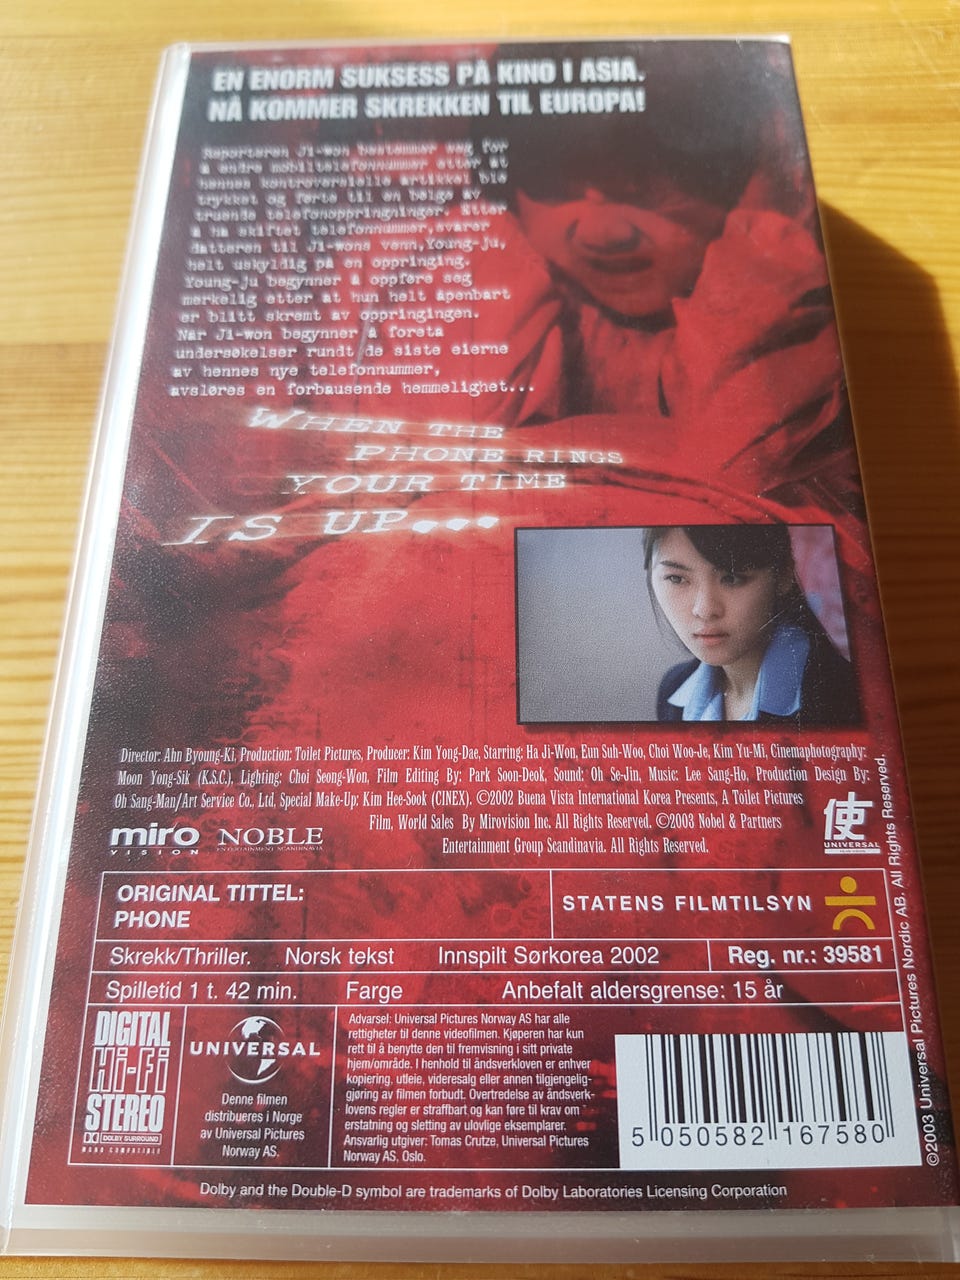 EN ENORM SUKSESS PÅ KINO I ASIA.
NÅ KOMMER SKREKKEN TIL EUROPA!
Reporteren Ji-won bestemmer seg for
å endre mobiltelefonnummer etter at
hennes kontroversielle artikkel ble
trykket og førte til en bølge av
truende telefonoppringninger. Etter
å ha skiftet telefonnummer, svarer
datteren til Ji-wons venn, Young-ju,
helt uskyldig på en oppringing.
Young-ju begynner å oppføre seg
merkelig etter at hun helt åpenbart
er blitt skremt av oppringingen.
Når Ji-won begynner å foreta
undersøkelser rundt de siste eierne
av hennes nye telefonnummer,
avsløres en forbausende hemmelighet...
WHEN THE
PHONE RINGS
YOUR TIME
IS UP...
Director: Ahn Byoung-Ki, Production: Toilet Pictures, Producer: Kim Yong-Dae, Starring: Ha Ji-Won, Eun Suh-Woo, Choi Woo-Je, Kim Yu-Mi, Cinemaphotography:
Moon Yong-Sik (K.S.C.), Lighting: Choi Seong-Won, Film Editing By: Park Soon-Deok, Sound: Oh Se-Jin, Music: Lee Sang-Ho, Production Design By:
Oh Sang-Man/Art Service Co., Ltd, Special Make-Up: Kim Hee-Sook (CINEX). ©2002 Buena Vista International Korea Presents, A Toilet Pictures
Film, World Sales By Mirovision Inc. All Rights Reserved. ©2003 Nobel & Partners
Entertainment Group Scandinavia. All Rights Reserved.
miro
VISION
NOBLE
ENTERTAINMENT SCANDINAVIA
使
UNIVERSAL
ORIGINAL TITTEL:
PHONE
STATENS FILMTILSYN
Skrekk/Thriller. Norsk tekst Innspilt Sørkorea 2002
Reg. nr.: 39581
Spilletid 1 t. 42 min. Farge Anbefalt aldersgrense: 15 år
DIGITAL
Hi-Fi
STEREO
DOLBY SURROUND
MONO COMPATIBLE
UNIVERSAL
Denne filmen
distribueres i Norge
av Universal Pictures
Norway AS.
Advarsel: Universal Pictures Norway AS har alle
rettigheter til denne videofilmen. Kjøperen har kun
rett til å benytte den til fremvisning i sitt private
hjem/område. I henhold til åndsverkloven er enhver
kopiering, utleie, videresalg eller annen tilgjengelig-
gjøring av filmen forbudt. Overtredelse av åndsverk-
lovens regler er straffbart og kan føre til krav om
erstatning og sletting av ulovlige eksemplarer.
Ansvarlig utgiver: Tomas Crutze, Universal Pictures
Norway AS, Oslo.
5 050582 167580
Dolby and the Double-D symbol are trademarks of Dolby Laboratories Licensing Corporation
©2003 Universal Pictures Nordic AB. All Rights Reserved.